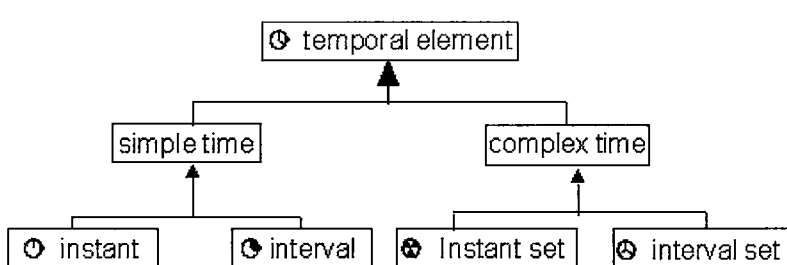 temporal element
simple time
complex time
instant
interval
Instant set
interval set